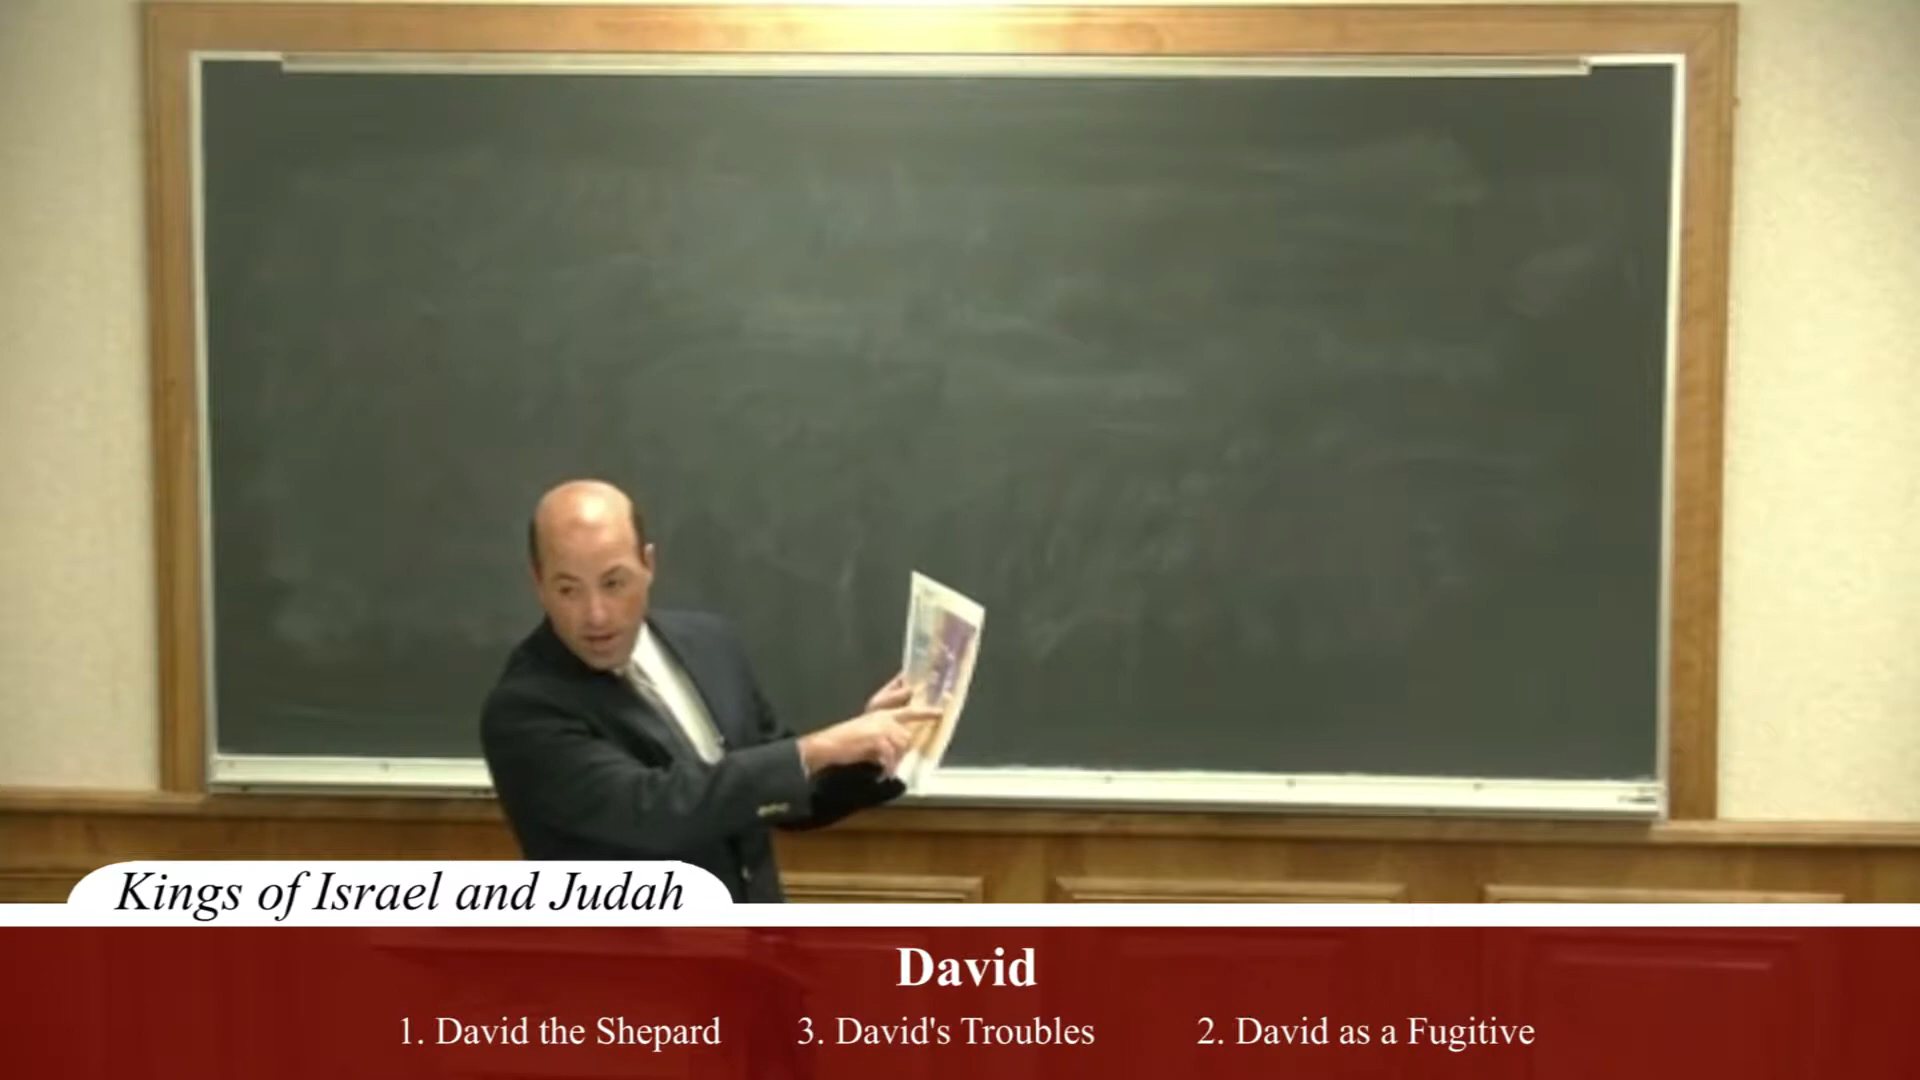 Kings of Israel and Judah
David
1. David the Shepard 3. David's Troubles 2. David as a Fugitive